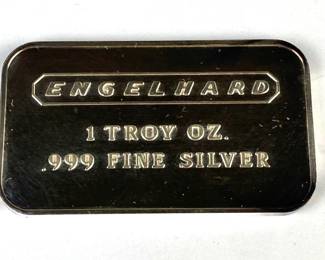 ENGELHARD
1 TROY OZ.
.999 FINE SILVER